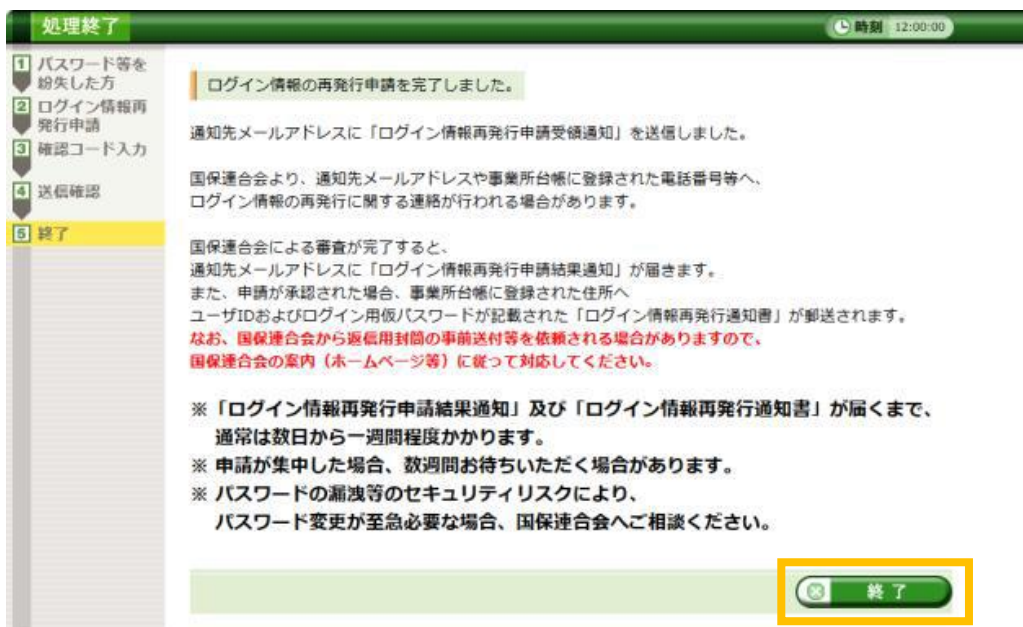 処理終了
時刻 12:00:00
1 パスワード等を
紛失した方
2 ログイン情報再
発行申請
3 確認コード入力
4 送信確認
5 終了
ログイン情報の再発行申請を完了しました。
通知先メールアドレスに「ログイン情報再発行申請受領通知」を送信しました。
国保連合会より、通知先メールアドレスや事業所台帳に登録された電話番号等へ、
ログイン情報の再発行に関する連絡が行われる場合があります。
国保連合会による審査が完了すると、
通知先メールアドレスに「ログイン情報再発行申請結果通知」が届きます。
また、申請が承認された場合、事業所台帳に登録された住所へ
ユーザIDおよびログイン用仮パスワードが記載された「ログイン情報再発行通知書」が郵送されます。
なお、国保連合会から返信用封筒の事前送付等を依頼される場合がありますので、
国保連合会の案内（ホームページ等）に従って対応してください。
※「ログイン情報再発行申請結果通知」及び「ログイン情報再発行通知書」が届くまで、
通常は数日から一週間程度かかります。
※ 申請が集中した場合、数週間お待ちいただく場合があります。
※ パスワードの漏洩等のセキュリティリスクにより、
パスワード変更が至急必要な場合、国保連合会へご相談ください。
終了